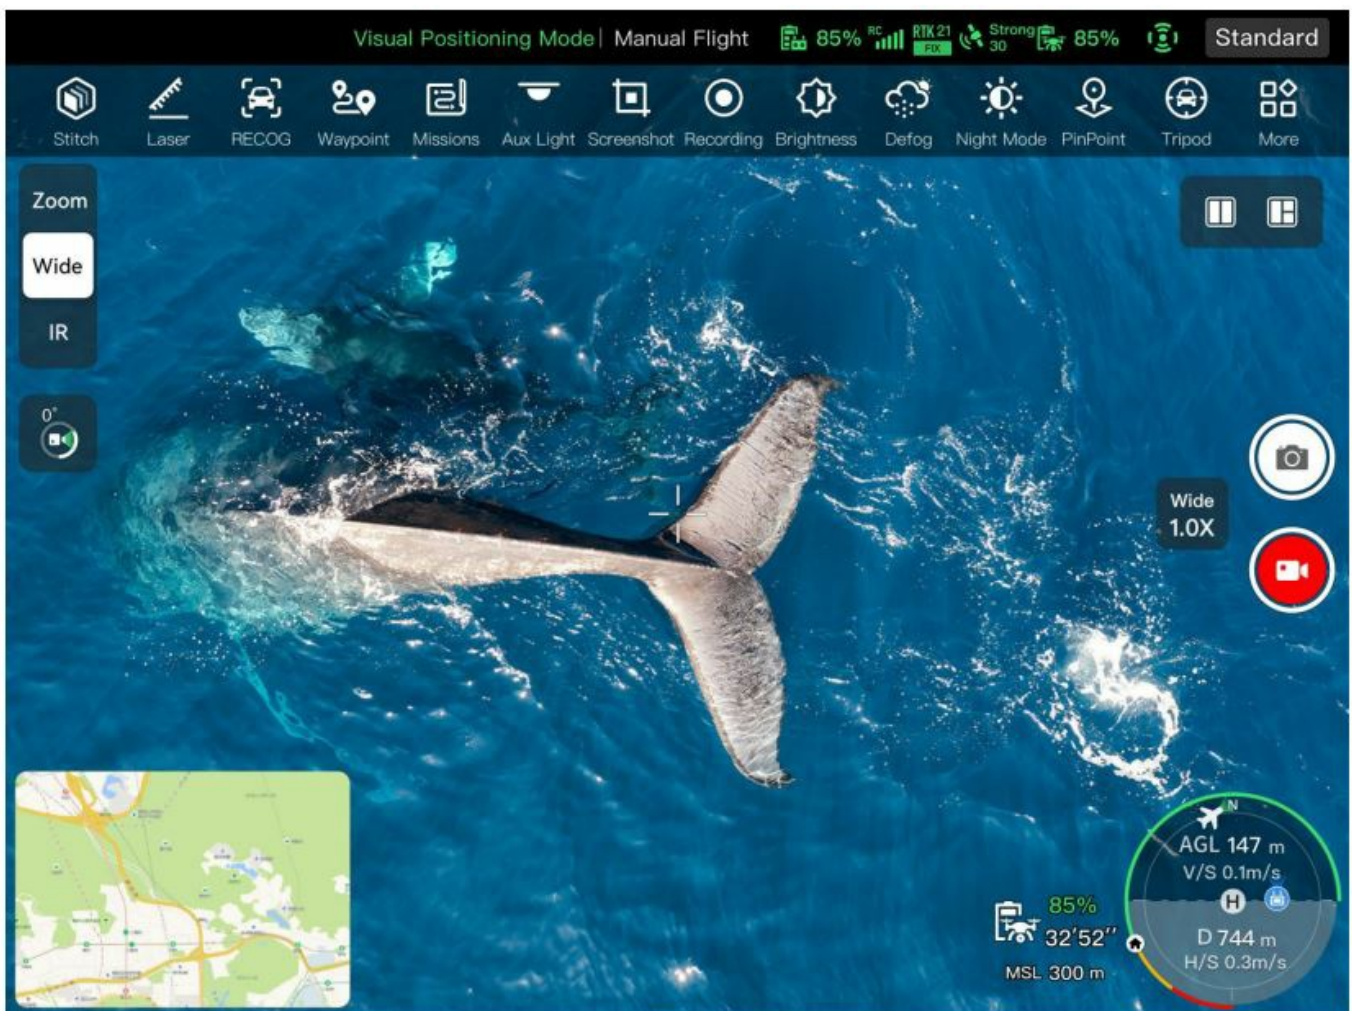 Visual Positioning Mode | Manual Flight 85% RC RTK 21 FIX Strong 30 85% Standard
Stitch Laser RECOG Waypoint Missions Aux Light Screenshot Recording Brightness Defog Night Mode PinPoint Tripod More
Zoom
Wide
IR
0°
Wide
1.0X
N
AGL 147 m
V/S 0.1m/s
H
D 744 m
H/S 0.3m/s
85%
32'52''
MSL 300 m